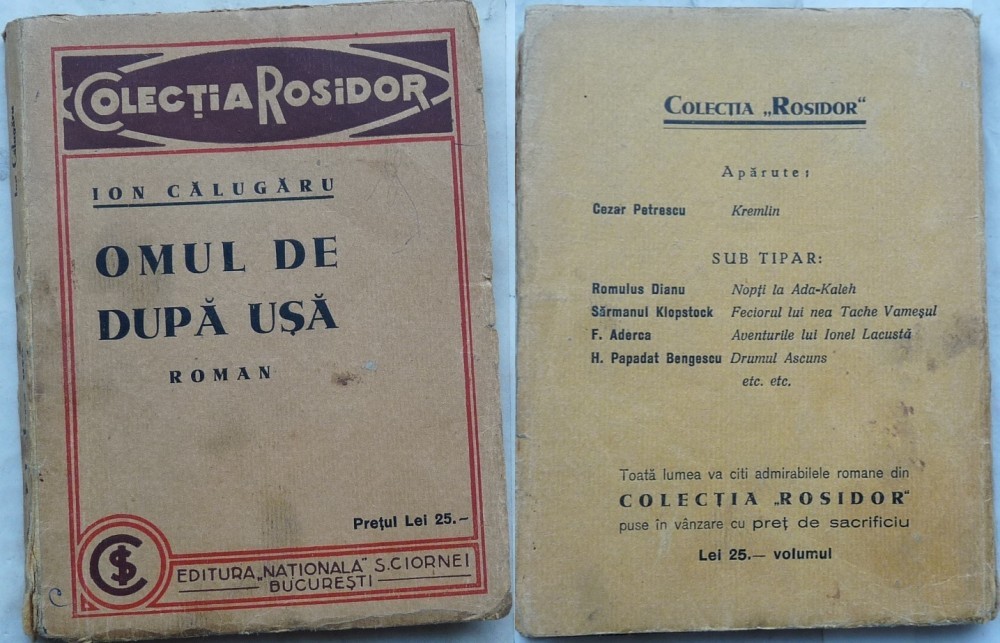 COLECȚIA ROSIDOR
ION CĂLUGĂRU
OMUL DE
DUPĂ UȘĂ
ROMAN
Prețul Lei 25.–
EDITURA „NAȚIONALA" S. CIORNEI
BUCUREȘTI
COLECȚIA „ROSIDOR"
Apărute:
Cezar Petrescu Kremlin
SUB TIPAR:
Romulus Dianu Nopți la Ada-Kaleh
Sărmanul Klopstock Feciorul lui nea Tache Vameșul
F. Aderca Aventurile lui Ionel Lacustă
H. Papadat Bengescu Drumul Ascuns
etc. etc.
Toată lumea va citi admirabilele romane din
COLECȚIA „ROSIDOR"
puse în vânzare cu preț de sacrificiu
Lei 25.— volumul